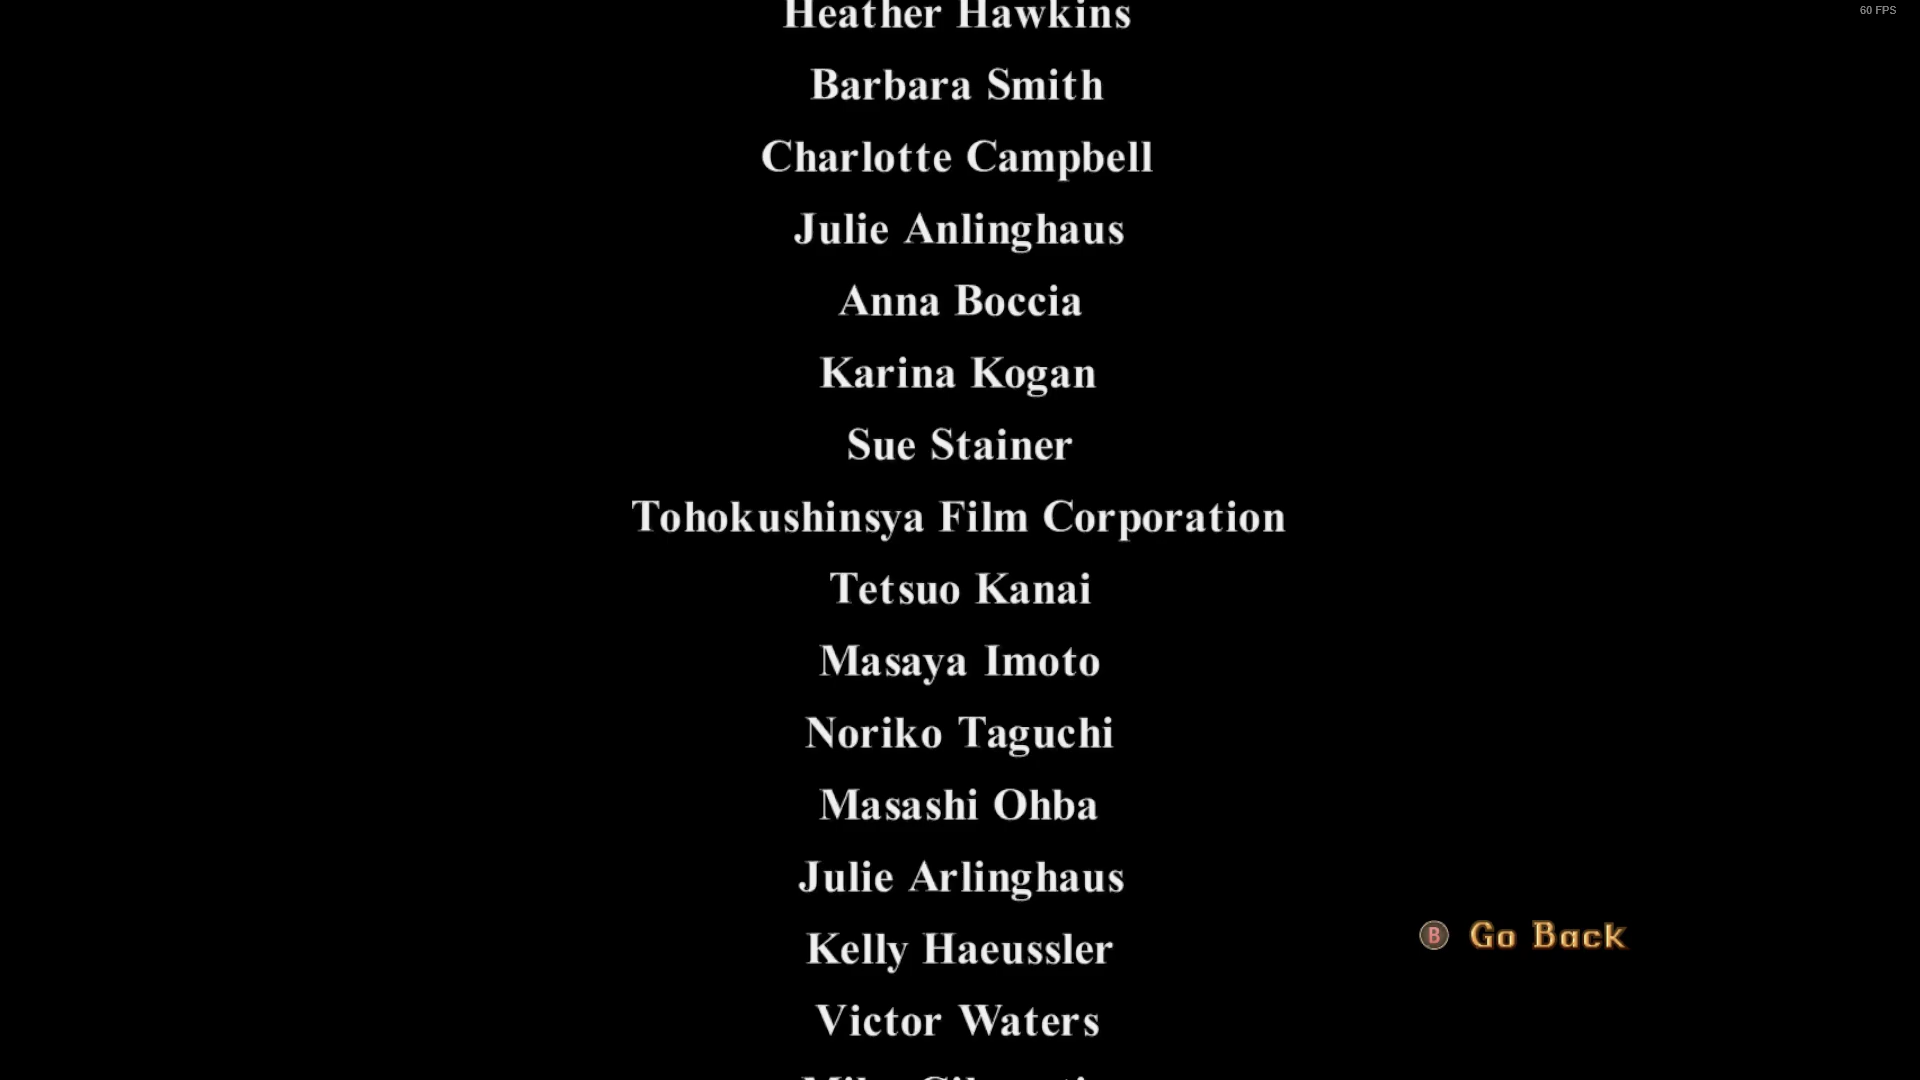 60 FPS
Heather Hawkins
Barbara Smith
Charlotte Campbell
Julie Anlinghaus
Anna Boccia
Karina Kogan
Sue Stainer
Tohokushinsya Film Corporation
Tetsuo Kanai
Masaya Imoto
Noriko Taguchi
Masashi Ohba
Julie Arlinghaus
Kelly Haeussler
B Go Back
Victor Waters